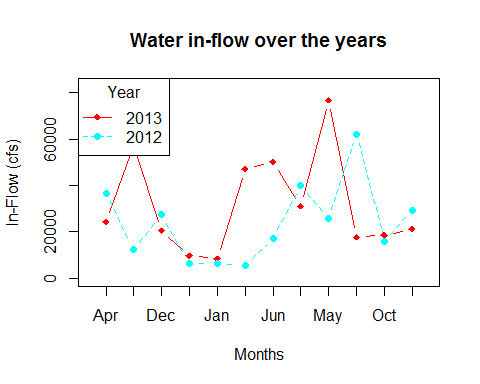 Water in-flow over the years
Year
2013
2012
In-Flow (cfs)
60000
20000
0
Apr Dec Jan Jun May Oct
Months